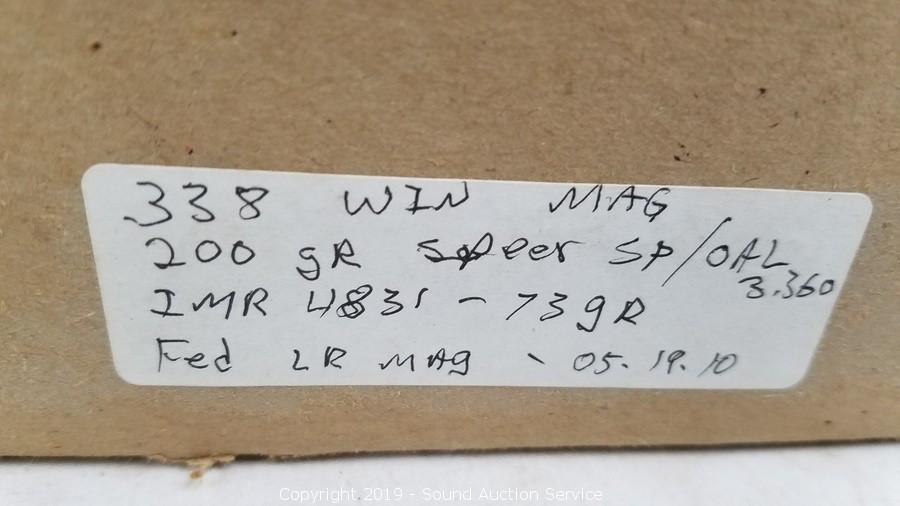 338 WIN MAG
200 gR Speer SP/OAL
3.360
IMR 4831 - 73gR
Fed LR MAg - 05.19.10
Copyright 2019 - Sound Auction Service